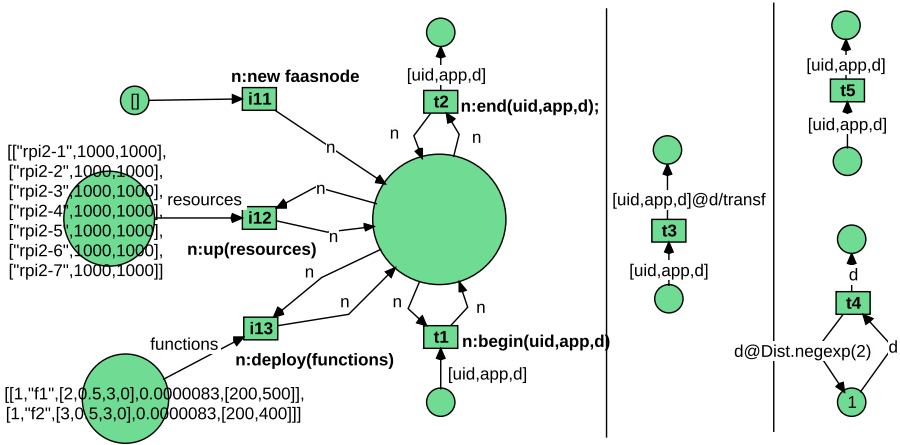 n:new faasnode
[]
i11
n
[["rpi2-1",1000,1000],
["rpi2-2",1000,1000],
["rpi2-3",1000,1000],
["rpi2-4",1000,1000],
["rpi2-5",1000,1000],
["rpi2-6",1000,1000],
["rpi2-7",1000,1000]]
resources
i12
n
n
n:up(resources)
n
n
functions
i13
n:deploy(functions)
[[1,"f1",[2,0.5,3,0],0.0000083,[200,500]],
[1,"f2",[3,0.5,3,0],0.0000083,[200,400]]]
[uid,app,d]
t2
n:end(uid,app,d);
n
n
n
n
t1
n:begin(uid,app,d)
[uid,app,d]
[uid,app,d]@d/transf
t3
[uid,app,d]
[uid,app,d]
t5
[uid,app,d]
d
t4
d@Dist.negexp(2)
d
1